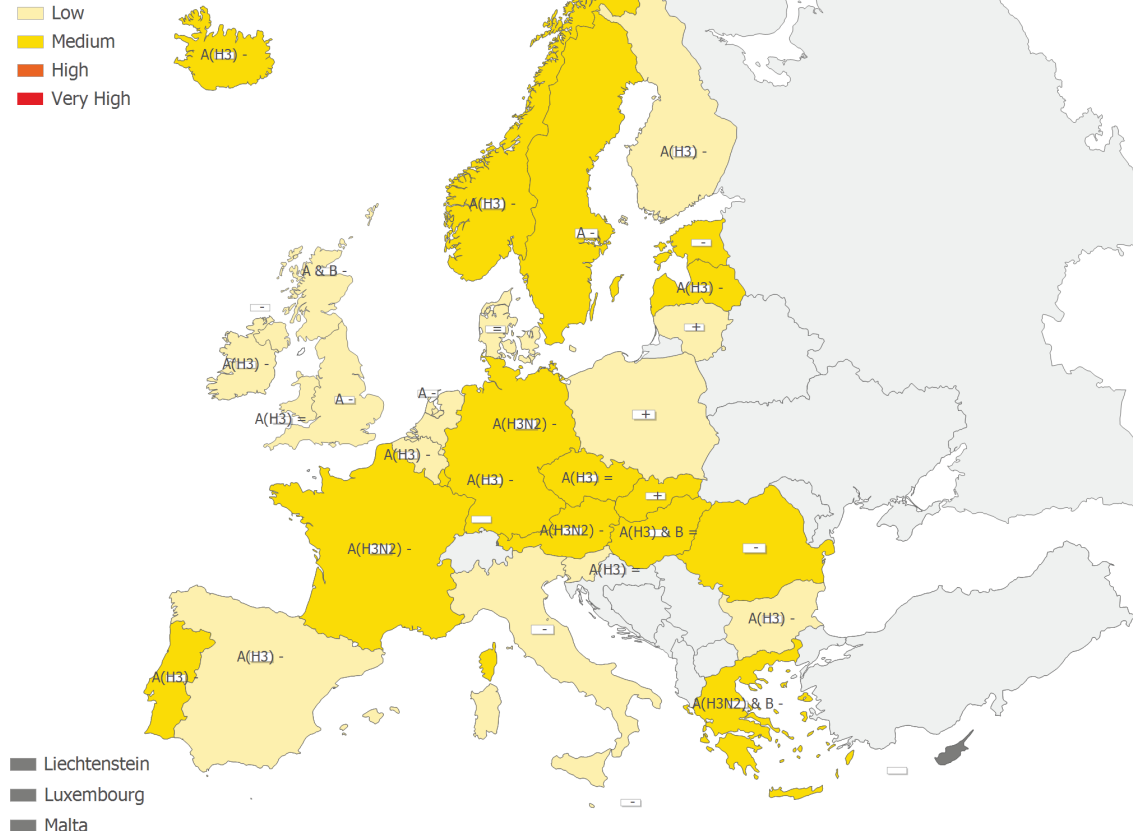 Low
Medium
High
Very High
A(H3) -
A(H3) -
A(H3) -
A -
-
A & B -
A(H3) -
-
=
+
A(H3) -
A -
A -
A(H3) =
+
A(H3N2) -
A(H3) -
A(H3) -
A(H3) =
+
A(H3N2) -
A(H3) & B =
A(H3N2) -
-
A(H3) =
A(H3) -
-
A(H3) -
A(H3) -
A(H3N2) & B -
-
Liechtenstein
Luxembourg
Malta